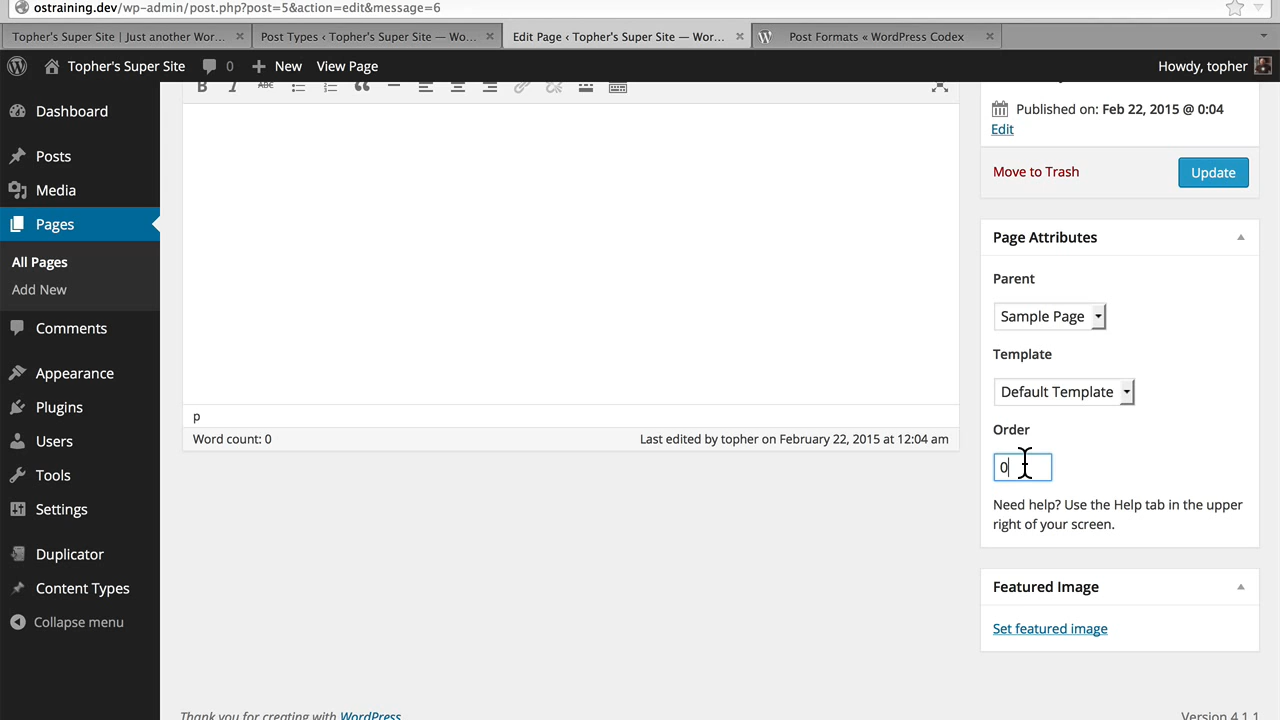 ostraining.dev/wp-admin/post.php?post=5&action=edit&message=6
Topher's Super Site | Just another Wor... × Post Types ‹ Topher's Super Site — Wo... × Edit Page ‹ Topher's Super Site — Wor... × Post Formats « WordPress Codex ×
Topher's Super Site 0 + New View Page Howdy, topher
Dashboard
Posts
Media
Pages
All Pages
Add New
Comments
Appearance
Plugins
Users
Tools
Settings
Duplicator
Content Types
Collapse menu
B I ABC
p
Word count: 0 Last edited by topher on February 22, 2015 at 12:04 am
Published on: Feb 22, 2015 @ 0:04
Edit
Move to Trash Update
Page Attributes
Parent
Sample Page
Template
Default Template
Order
0
Need help? Use the Help tab in the upper
right of your screen.
Featured Image
Set featured image
Thank you for creating with WordPress Version 4.1.1